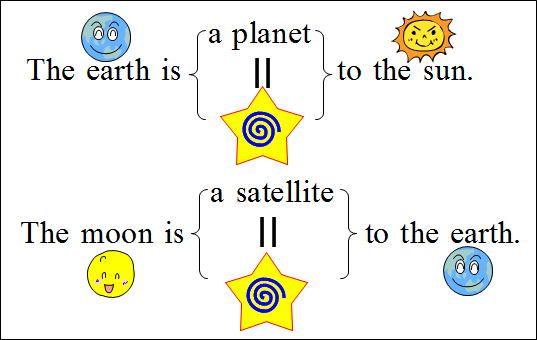 a planet
The earth is { } to the sun.
a satellite
The moon is { } to the earth.